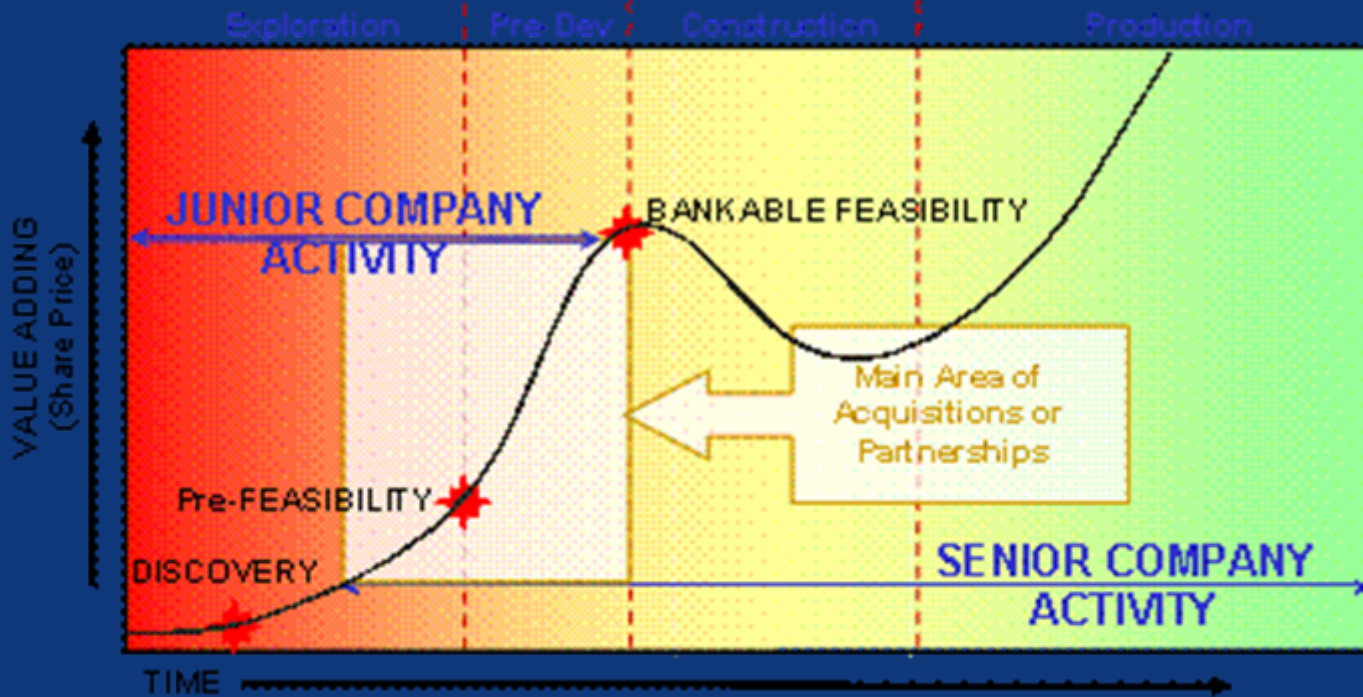 Exploration
Pre-Dev
Construction
Production
JUNIOR COMPANY
ACTIVITY
BANKABLE FEASIBILITY
VALUE ADDING
(Share Price)
Main Area of
Acquisitions or
Partnerships
Pre-FEASIBILITY
DISCOVERY
SENIOR COMPANY
ACTIVITY
TIME